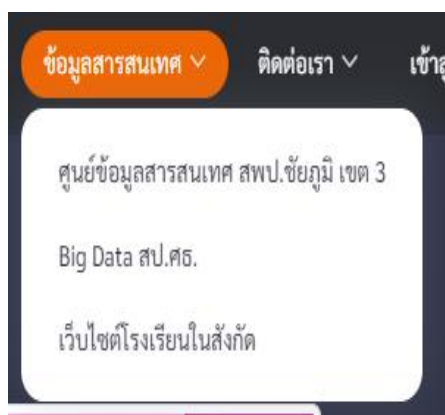 ข้อมูลสารสนเทศ ติดต่อเรา
ศูนย์ข้อมูลสารสนเทศ สพป.ชัยภูมิ เขต 3
Big Data สป.ศธ.
เว็บไซต์โรงเรียนในสังกัด